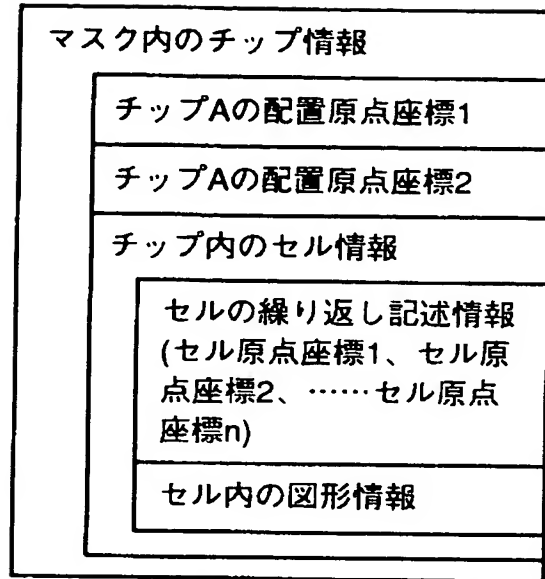 マスク内のチップ情報
チップAの配置原点座標1
チップAの配置原点座標2
チップ内のセル情報
セルの繰り返し記述情報
(セル原点座標1、セル原
点座標2、……セル原点
座標n)
セル内の図形情報